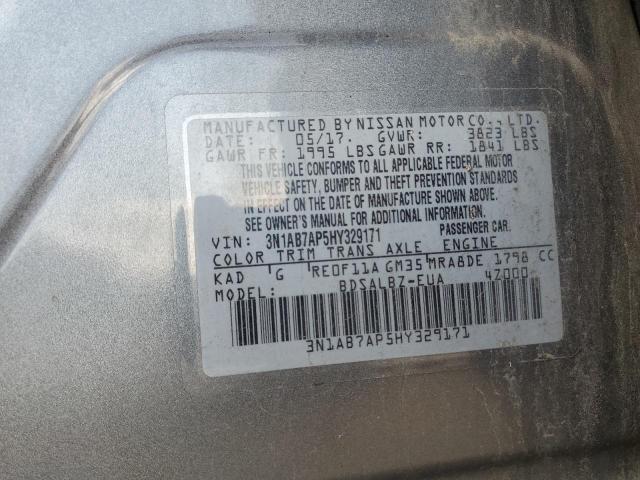 MANUFACTURED BY NISSAN MOTOR CO., LTD.
DATE: 05/17. GVWR: 3823 LBS
GAWR FR: 1995 LBS GAWR RR: 1841 LBS
THIS VEHICLE CONFORMS TO ALL APPLICABLE FEDERAL MOTOR
VEHICLE SAFETY, BUMPER AND THEFT PREVENTION STANDARDS
IN EFFECT ON THE DATE OF MANUFACTURE SHOWN ABOVE.
SEE OWNER'S MANUAL FOR ADDITIONAL INFORMATION.
VIN: 3N1AB7AP5HY329171 PASSENGER CAR.
COLOR TRIM TRANS AXLE ENGINE
KAD G RE0F11A GM35 MRA8DE 1798 CC
MODEL: BDSALBZ-EUA 4Z000
3N1AB7AP5HY329171